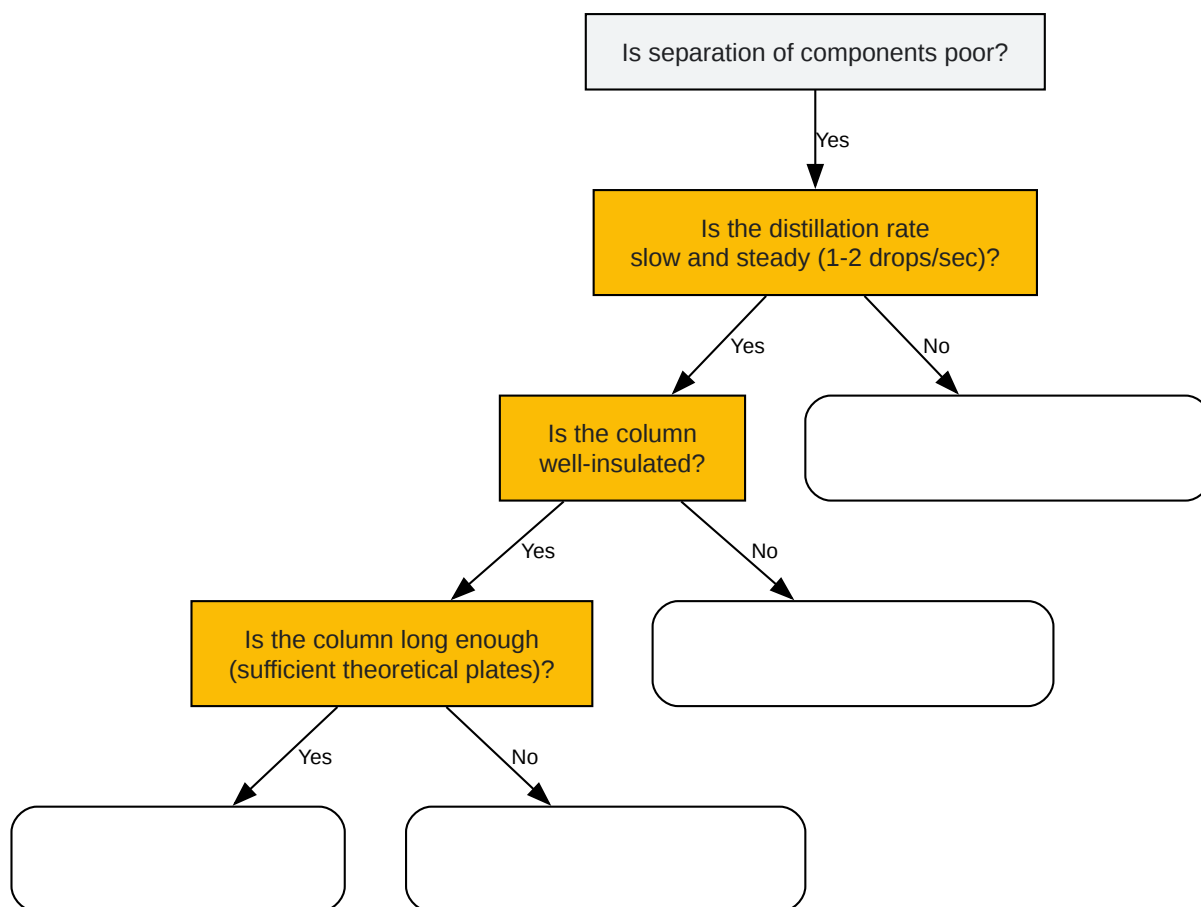 Is separation of components poor?
Yes
Is the distillation rate
slow and steady (1-2 drops/sec)?
Yes
No
Is the column
well-insulated?
Yes
No
Is the column long enough
(sufficient theoretical plates)?
Yes
No